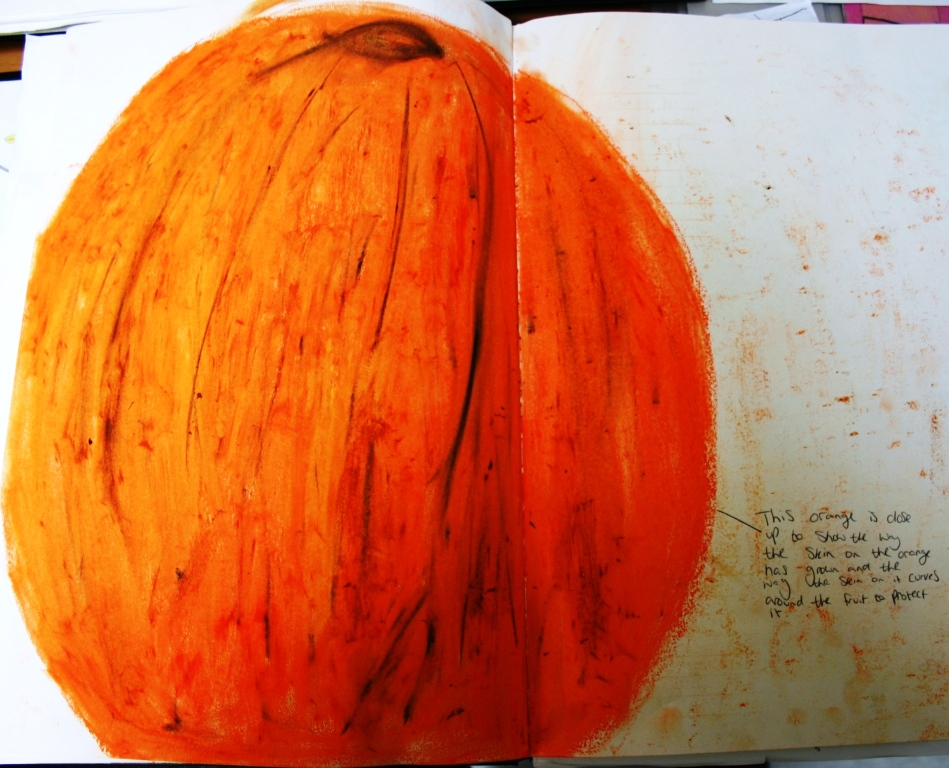 This orange is close
up to show the way
the skin on the orange
has grown and the
way the skin on it curves
around the fruit to protect
it